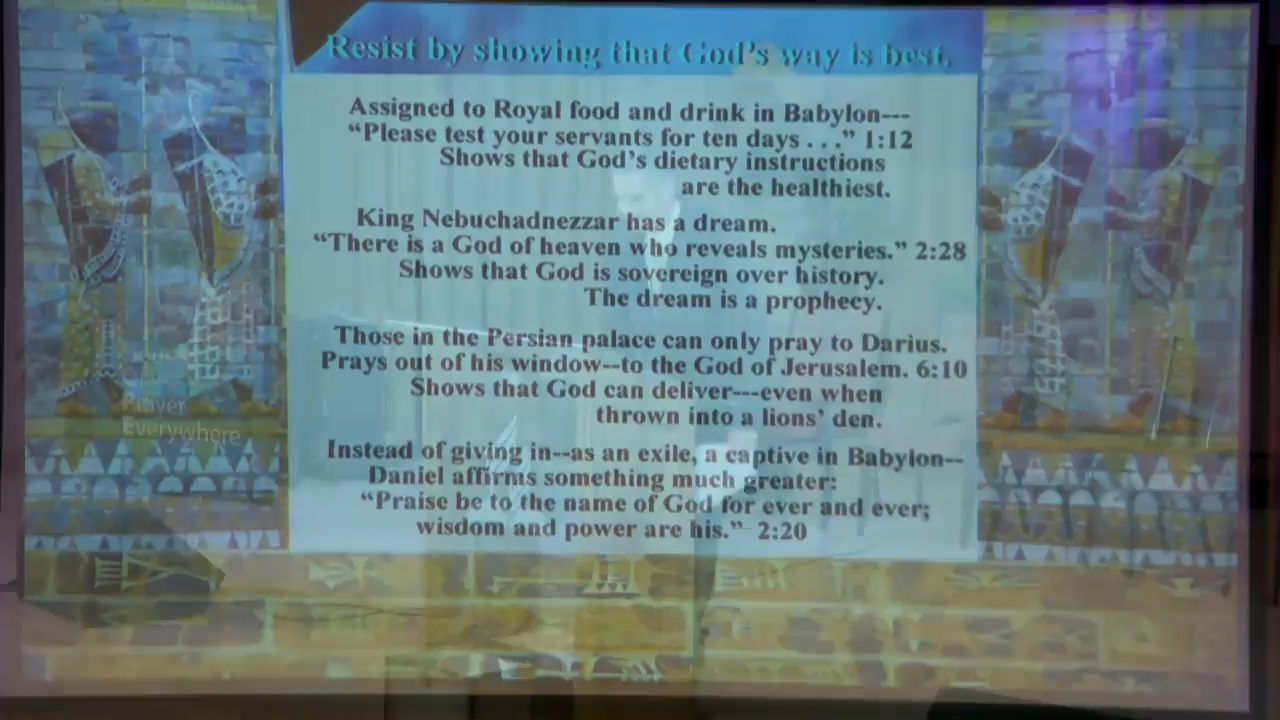 Resist by showing that God's way is best.
Assigned to Royal food and drink in Babylon---
“Please test your servants for ten days . . .” 1:12
Shows that God's dietary instructions
are the healthiest.
King Nebuchadnezzar has a dream.
“There is a God of heaven who reveals mysteries.” 2:28
Shows that God is sovereign over history.
The dream is a prophecy.
Those in the Persian palace can only pray to Darius.
Prays out of his window--to the God of Jerusalem. 6:10
Shows that God can deliver---even when
thrown into a lions' den.
Instead of giving in--as an exile, a captive in Babylon--
Daniel affirms something much greater:
“Praise be to the name of God for ever and ever;
wisdom and power are his.” 2:20
Prayer
Everywhere